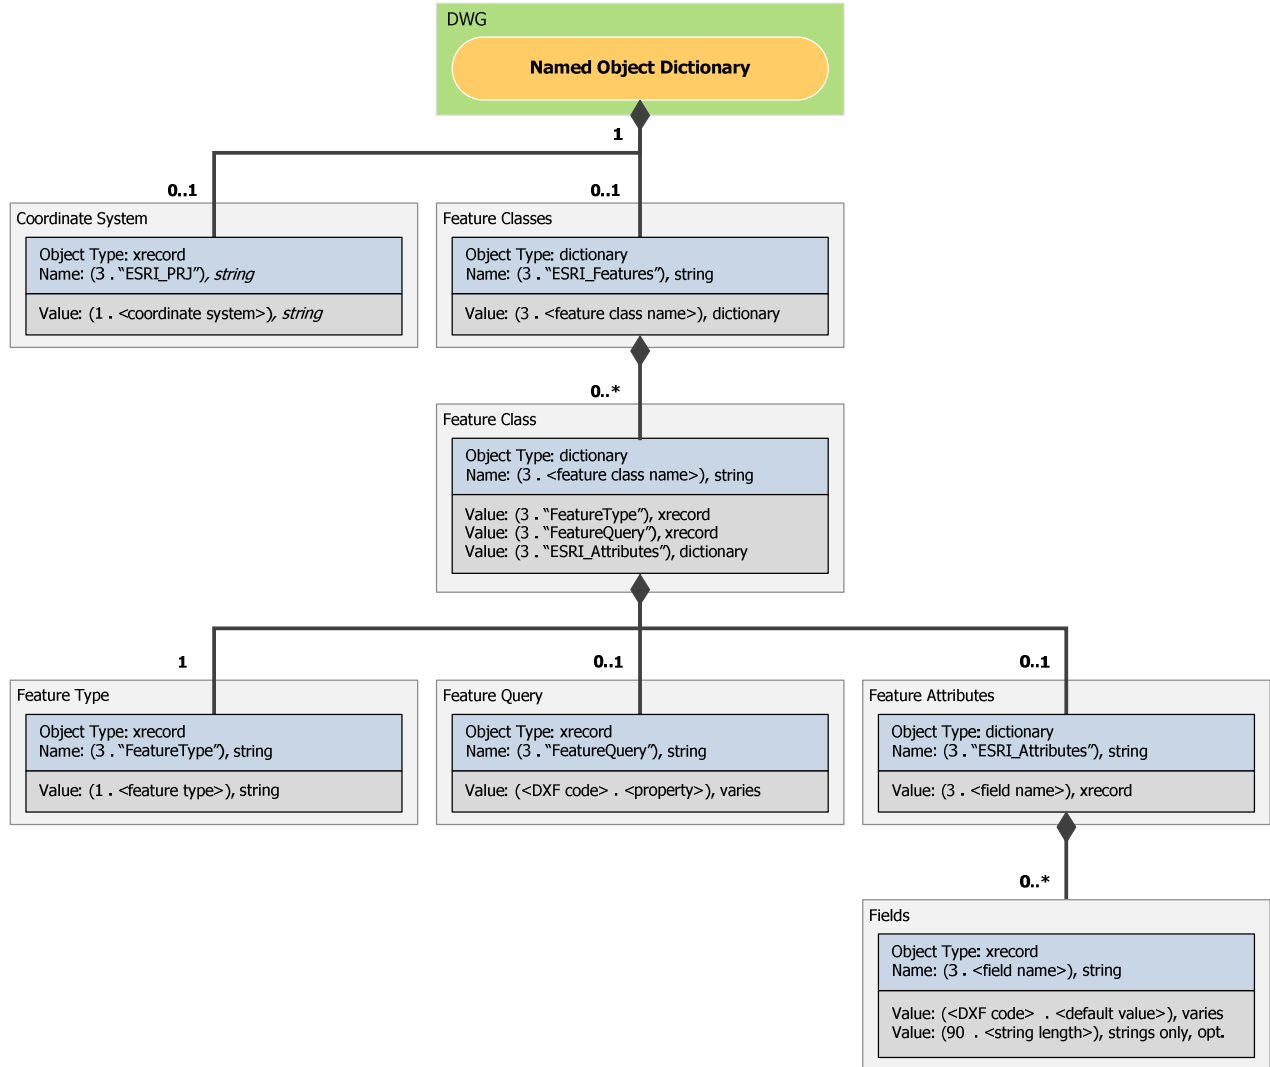 DWG
Named Object Dictionary
1
0..1
0..1
Coordinate System
Object Type: xrecord
Name: (3 . “ESRI_PRJ”), string
Value: (1 . <coordinate system>), string
Feature Classes
Object Type: dictionary
Name: (3 . “ESRI_Features”), string
Value: (3 . <feature class name>), dictionary
0..*
Feature Class
Object Type: dictionary
Name: (3 . <feature class name>), string
Value: (3 . “FeatureType”), xrecord
Value: (3 . “FeatureQuery”), xrecord
Value: (3 . “ESRI_Attributes”), dictionary
1
0..1
0..1
Feature Type
Object Type: xrecord
Name: (3 . “FeatureType”), string
Value: (1 . <feature type>), string
Feature Query
Object Type: xrecord
Name: (3 . “FeatureQuery”), string
Value: (<DXF code> . <property>), varies
Feature Attributes
Object Type: dictionary
Name: (3 . “ESRI_Attributes”), string
Value: (3 . <field name>), xrecord
0..*
Fields
Object Type: xrecord
Name: (3 . <field name>), string
Value: (<DXF code> . <default value>), varies
Value: (90 . <string length>), strings only, opt.